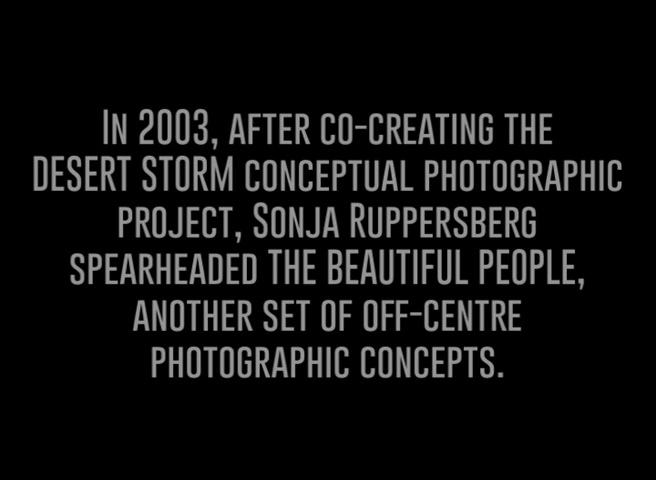 In 2003, after co-creating the
DESERT STORM conceptual photographic
project, Sonja Ruppersberg
spearheaded THE BEAUTIFUL PEOPLE,
another set of off-centre
photographic concepts.